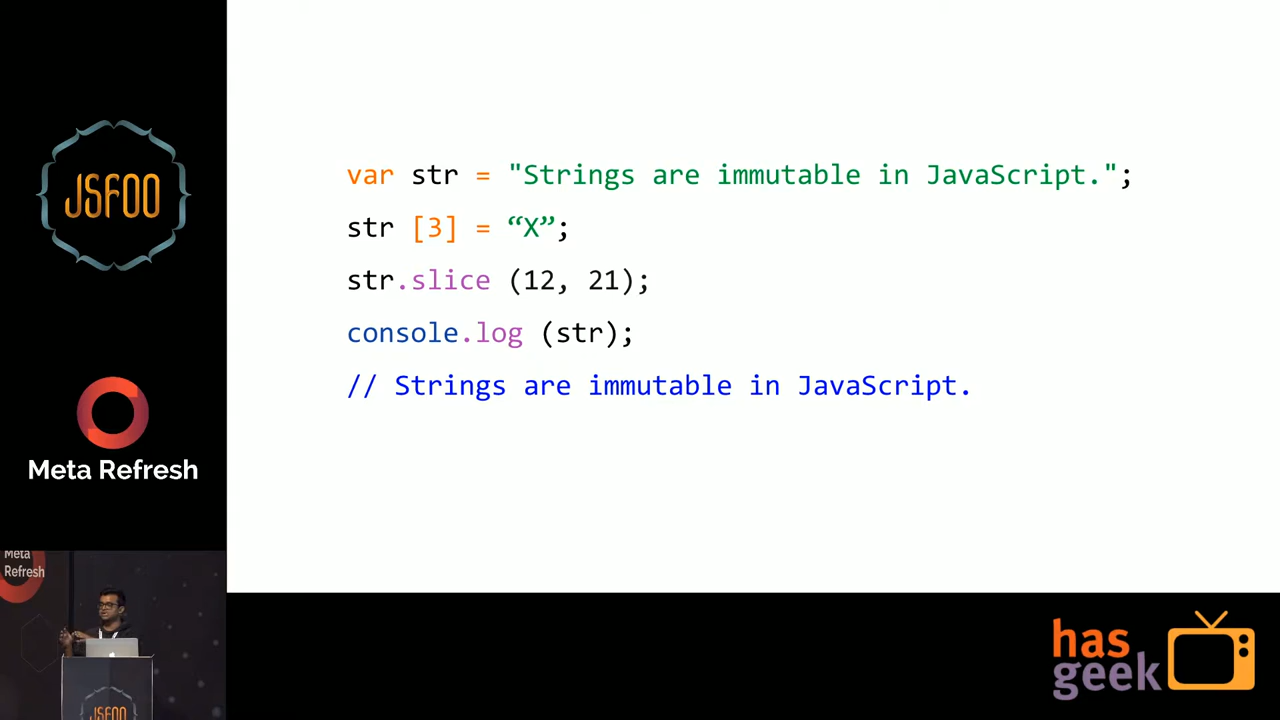 JSFOO
Meta Refresh
var str = "Strings are immutable in JavaScript.";
str [3] = “X”;
str.slice (12, 21);
console.log (str);
// Strings are immutable in JavaScript.
Meta
Refresh
JSFOO
has
geek